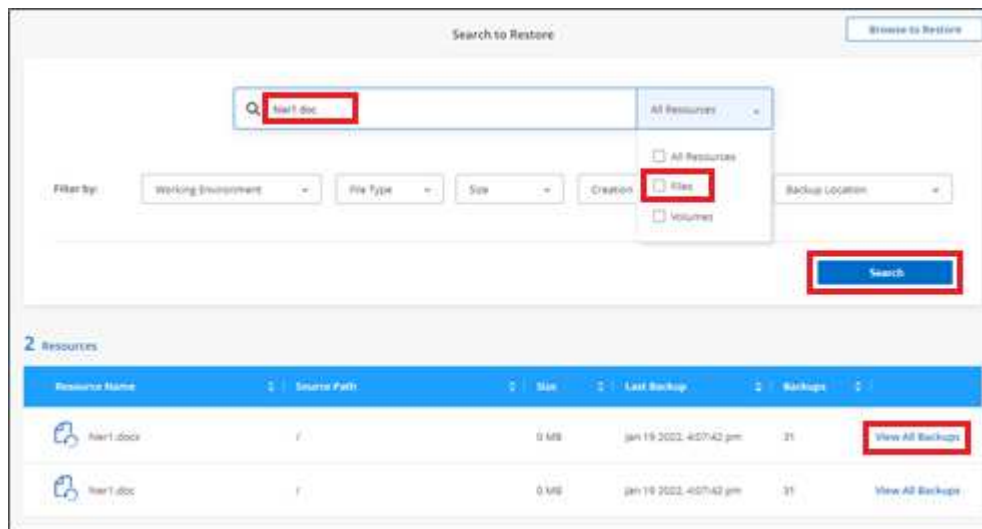 Search to Restore
Browse to Restore
hier1.doc
All Resources
All Resources
Files
Volumes
Filter by:
Working Environment
File Type
Size
Creation
Backup Location
Search
2 Resources
Resource Name Source Path Size Last Backup Backups
hier1.docx / 0 MB Jan 19 2022, 4:07:42 pm 31 View All Backups
hier1.doc / 0 MB Jan 19 2022, 4:07:42 pm 31 View All Backups